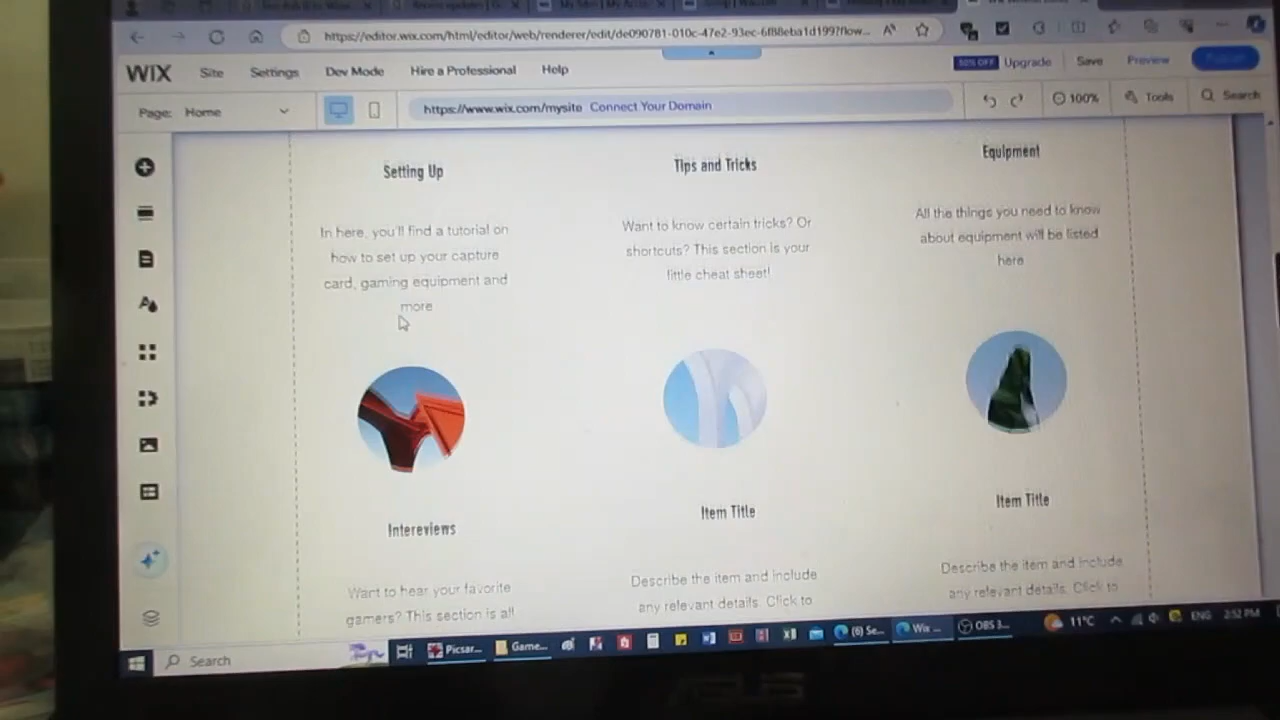 https://editor.wix.com/html/editor/web/renderer/edit/de090781-010c-47e2-93ec-6f88eba1d199?flow...
WIX Site Settings Dev Mode Hire a Professional Help 50% OFF Upgrade Save Preview Publish
Page: Home https://www.wix.com/mysite Connect Your Domain 100% Tools Search
Setting Up
In here, you'll find a tutorial on
how to set up your capture
card, gaming equipment and
more
Tips and Tricks
Want to know certain tricks? Or
shortcuts? This section is your
little cheat sheet!
Equipment
All the things you need to know
about equipment will be listed
here
Intereviews
Want to hear your favorite
gamers? This section is all
Item Title
Describe the item and include
any relevant details. Click to
Item Title
Describe the item and include
any relevant details. Click to
Search Picsar... Game... (6) Se... Wix ... OBS 3... 11°C ENG 2:52 PM
ASUS